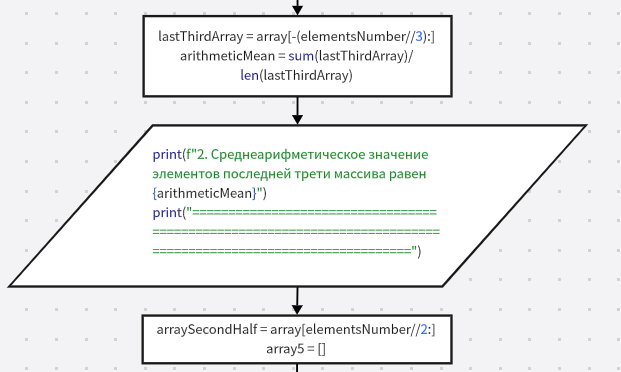 lastThirdArray = array[-(elementsNumber//3):]
arithmeticMean = sum(lastThirdArray)/
len(lastThirdArray)
print(f"2. Среднеарифметическое значение
элементов последней трети массива равен
{arithmeticMean}")
print("==================================
========================================
====================================")
arraySecondHalf = array[elementsNumber//2:]
array5 = []